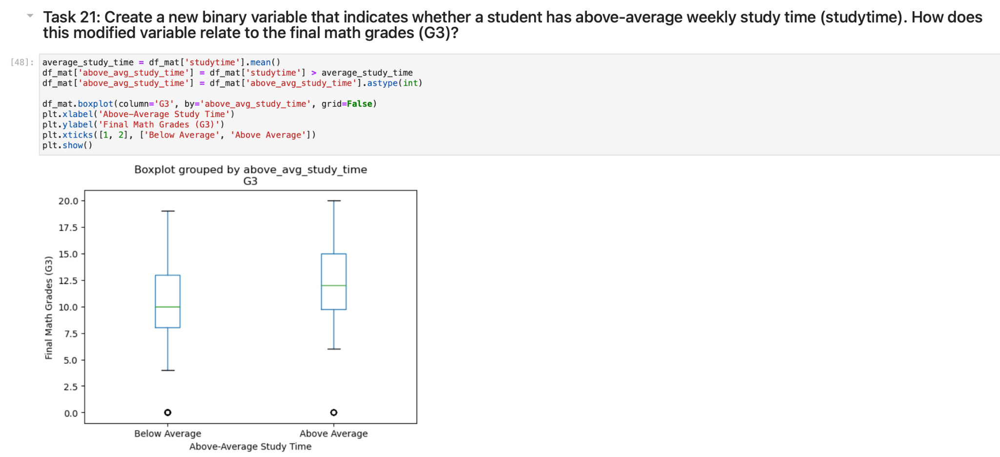 Task 21: Create a new binary variable that indicates whether a student has above-average weekly study time (studytime). How does
this modified variable relate to the final math grades (G3)?
[48]:
average_study_time = df_mat['studytime'].mean()
df_mat['above_avg_study_time'] = df_mat['studytime'] > average_study_time
df_mat['above_avg_study_time'] = df_mat['above_avg_study_time'].astype(int)
df_mat.boxplot(column='G3', by='above_avg_study_time', grid=False)
plt.xlabel('Above-Average Study Time')
plt.ylabel('Final Math Grades (G3)')
plt.xticks([1, 2], ['Below Average', 'Above Average'])
plt.show()
Boxplot grouped by above_avg_study_time
G3
Final Math Grades (G3)
20.0
17.5
15.0
12.5
10.0
7.5
5.0
2.5
0.0
Below Average Above Average
Above-Average Study Time